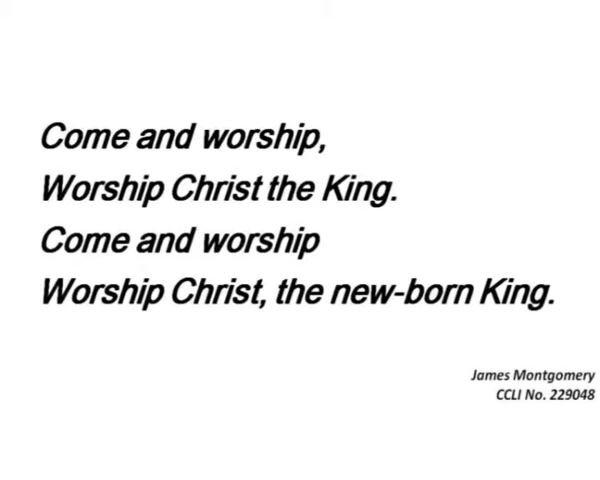 Come and worship,
Worship Christ the King.
Come and worship
Worship Christ, the new-born King.
James Montgomery
CCLI No. 229048